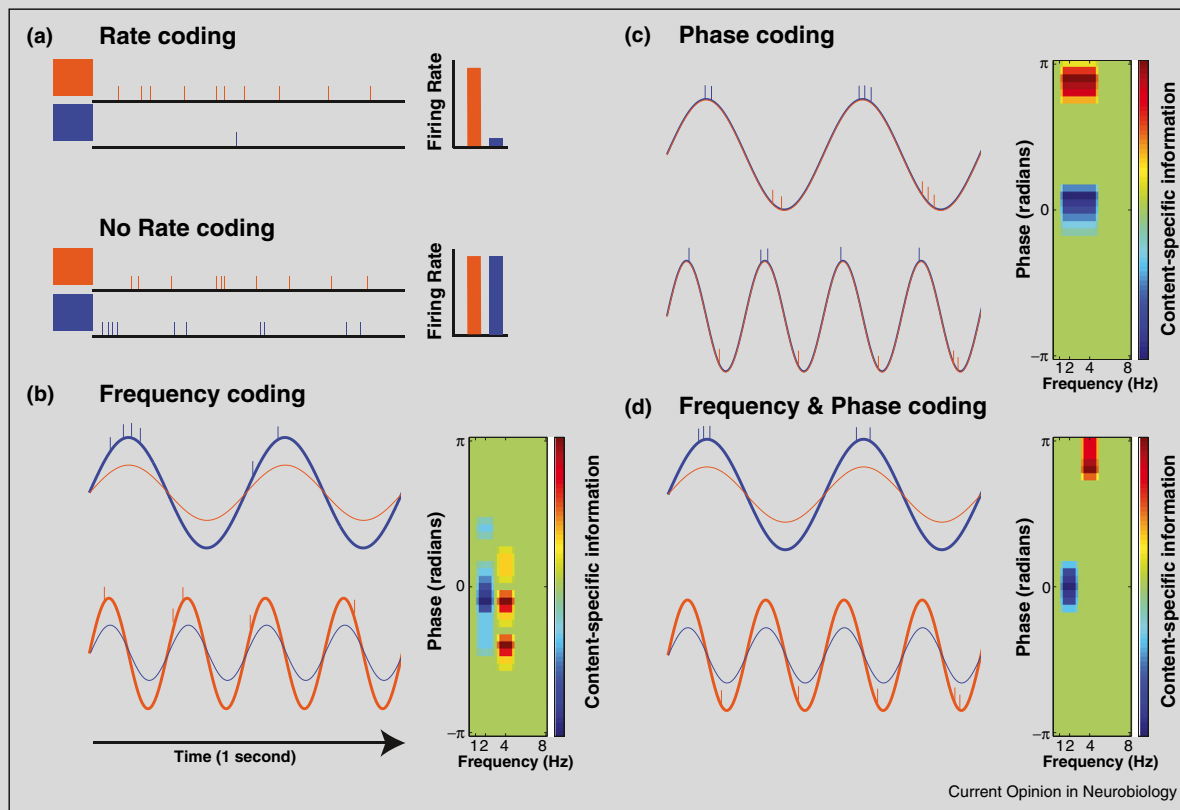 (a) Rate coding
Firing Rate
No Rate coding
Firing Rate
(b) Frequency coding
π
0
−π
Phase (radians)
1 2 4 8
Frequency (Hz)
Content-specific information
Time (1 second)
(c) Phase coding
π
0
−π
Phase (radians)
1 2 4 8
Frequency (Hz)
Content-specific information
(d) Frequency & Phase coding
π
0
−π
Phase (radians)
1 2 4 8
Frequency (Hz)
Content-specific information
Current Opinion in Neurobiology